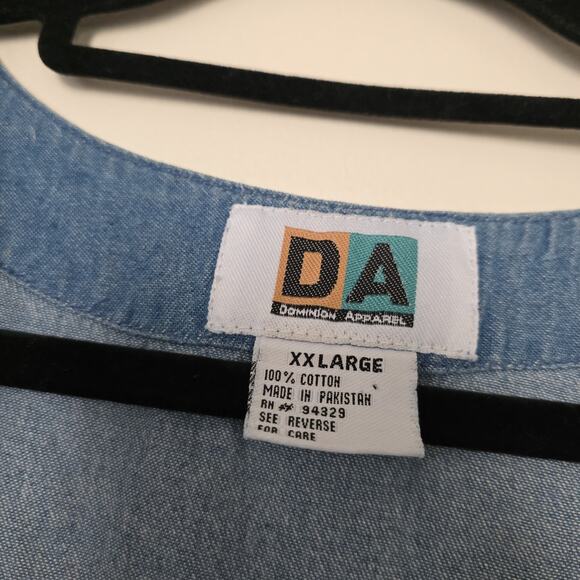 DA
DOMINION APPAREL
XXLARGE
100% COTTON
MADE IN PAKISTAN
RN # 94329
SEE REVERSE
FOR CARE